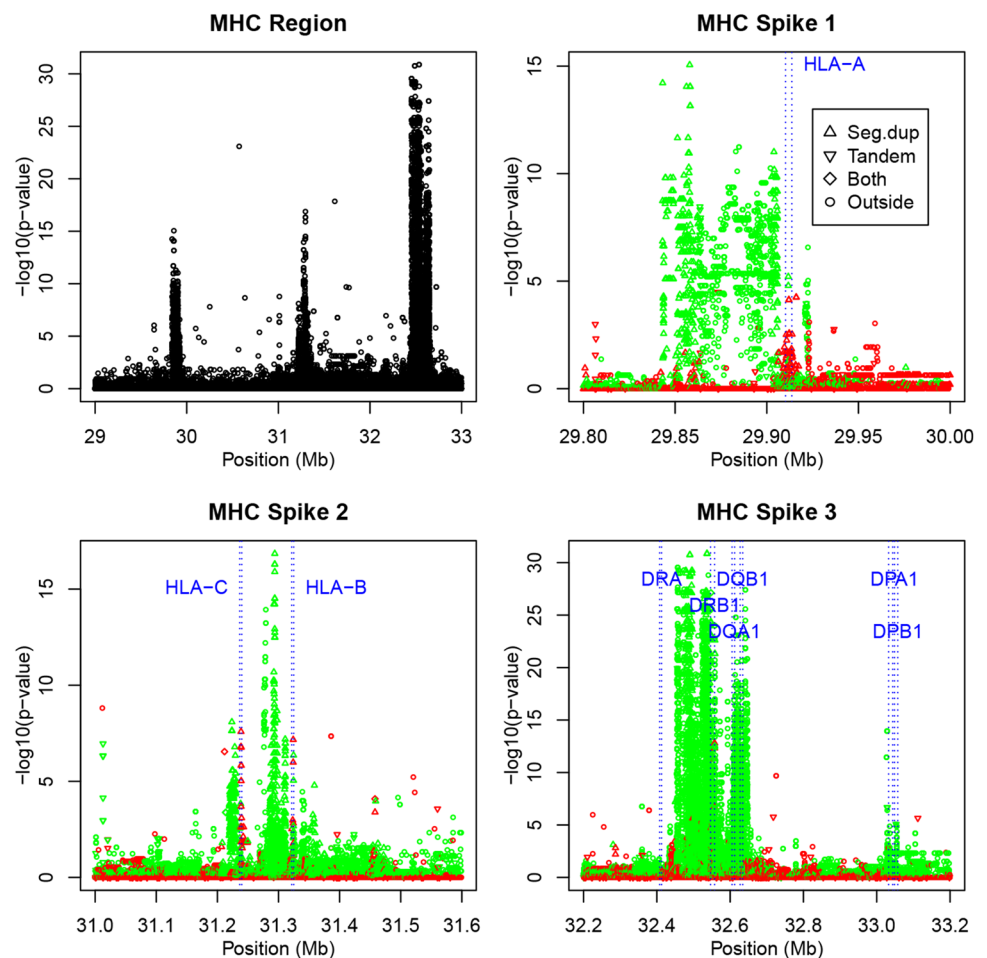 MHC Region
−log10(p−value)
0 5 10 15 20 25 30
29 30 31 32 33
Position (Mb)
MHC Spike 1
−log10(p−value)
0 5 10 15
HLA−A
Seg.dup
Tandem
Both
Outside
29.80 29.85 29.90 29.95 30.00
Position (Mb)
MHC Spike 2
−log10(p−value)
0 5 10 15
HLA−C HLA−B
31.0 31.1 31.2 31.3 31.4 31.5 31.6
Position (Mb)
MHC Spike 3
−log10(p−value)
0 5 10 15 20 25 30
DRA DQB1 DPA1
DRB1
DQA1 DPB1
32.2 32.4 32.6 32.8 33.0 33.2
Position (Mb)